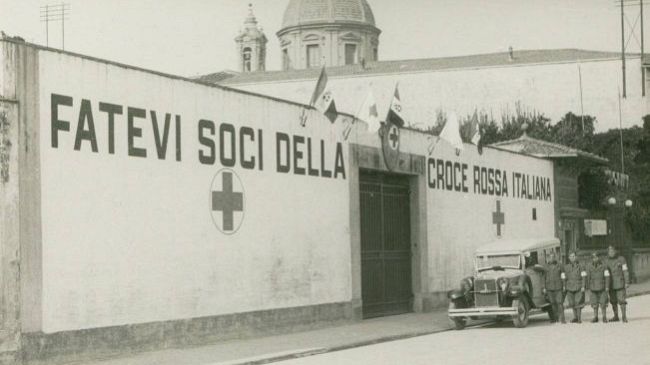 FATEVI SOCI DELLA CROCE ROSSA ITALIANA